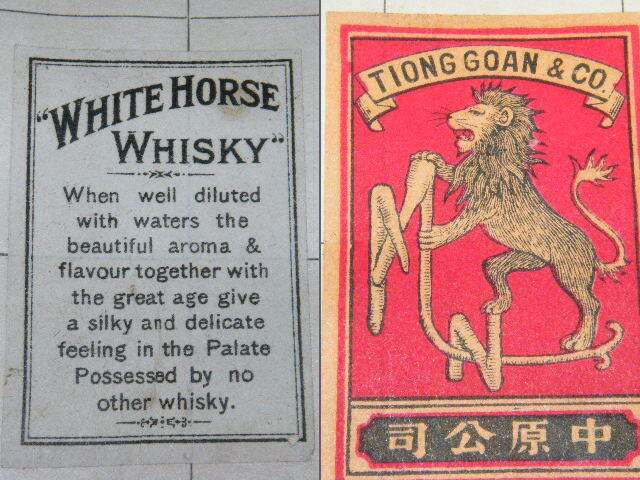 "WHITE HORSE
WHISKY"
When well diluted
with waters the
beautiful aroma &
flavour together with
the great age give
a silky and delicate
feeling in the Palate
Possessed by no
other whisky.
TIONG GOAN & CO.
司公原中